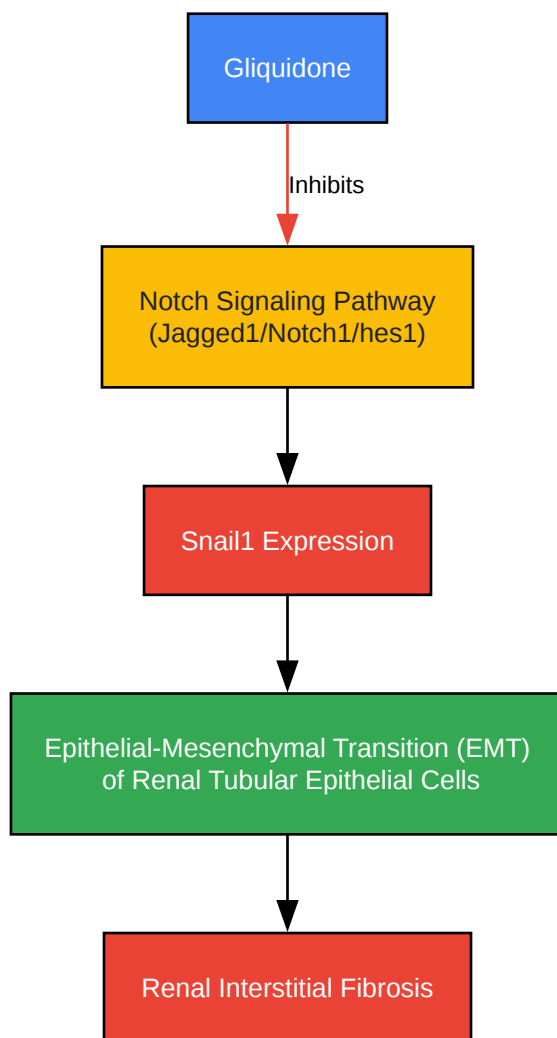 Gliquidone
Inhibits
Notch Signaling Pathway
(Jagged1/Notch1/hes1)
Snail1 Expression
Epithelial-Mesenchymal Transition (EMT)
of Renal Tubular Epithelial Cells
Renal Interstitial Fibrosis